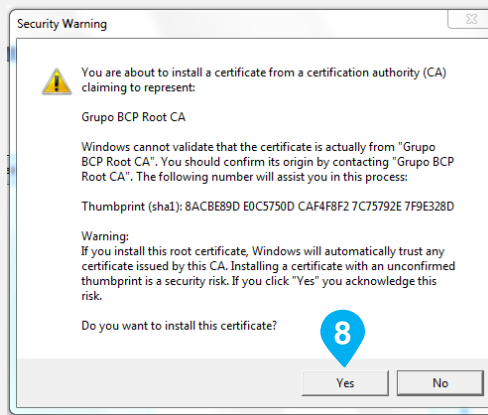 Security Warning
You are about to install a certificate from a certification authority (CA)
claiming to represent:
Grupo BCP Root CA
Windows cannot validate that the certificate is actually from "Grupo
BCP Root CA". You should confirm its origin by contacting "Grupo BCP
Root CA". The following number will assist you in this process:
Thumbprint (sha1): 8ACBE89D E0C5750D CAF4F8F2 7C75792E 7F9E328D
Warning:
If you install this root certificate, Windows will automatically trust any
certificate issued by this CA. Installing a certificate with an unconfirmed
thumbprint is a security risk. If you click "Yes" you acknowledge this
risk.
Do you want to install this certificate?
8
Yes No